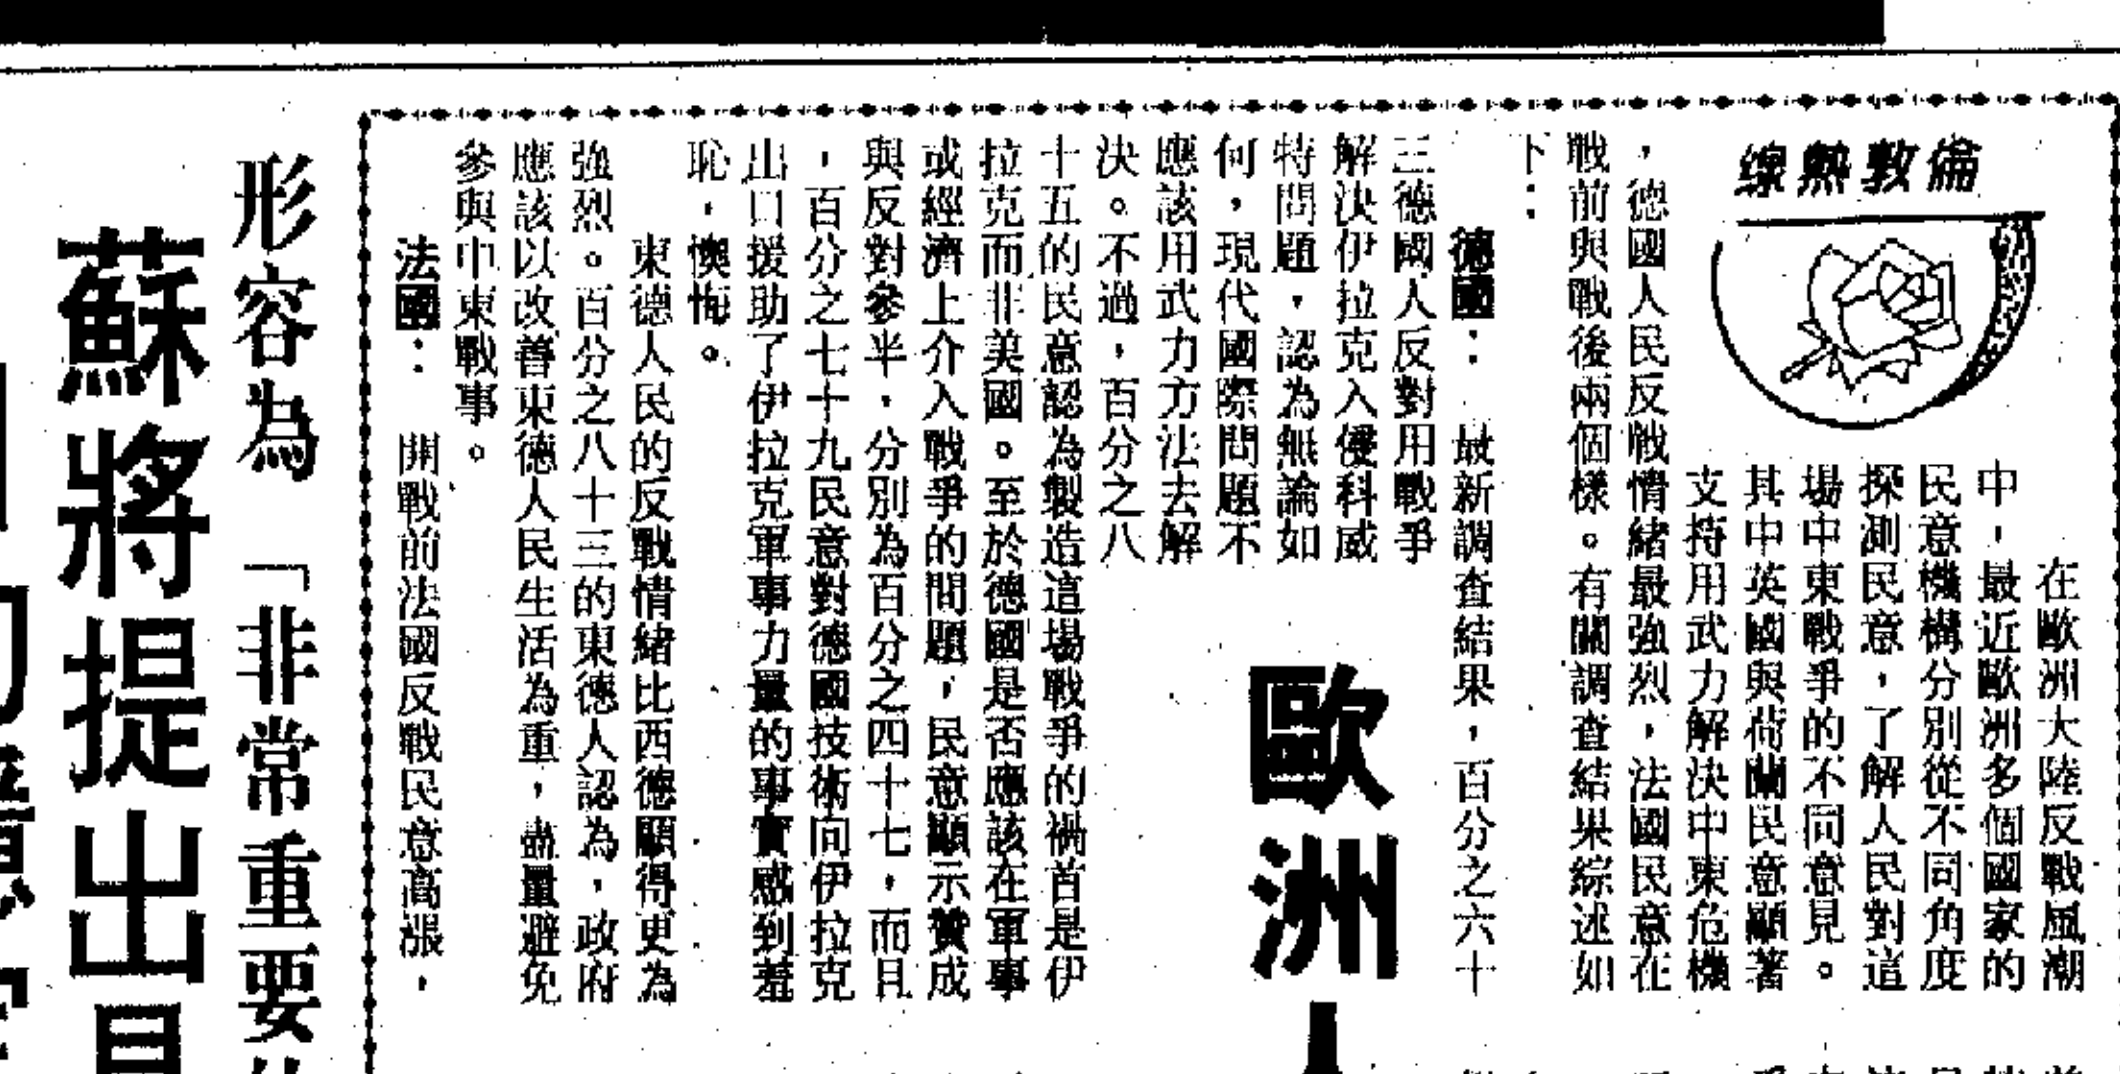 倫敦熱線
在歐洲大陸反戰風潮
中，最近歐洲多個國家的
民意機構分別從不同角度
探測民意，了解人民對這
場中東戰爭的不同意見。
其中英國與荷蘭民意顯著
支持用武力解決中東危機
，德國人民反戰情緒最強烈，法國民意在
戰前與戰後兩個樣。有關調查結果綜述如
下：
德國：最新調查結果，百分之六十
三德國人反對用戰爭
解決伊拉克入侵科威
特問題，認為無論如
何，現代國際問題不
應該用武力方法去解
決。不過，百分之八
十五的民意認為製造這場戰爭的禍首是伊
拉克而非美國。至於德國是否應該在軍事
或經濟上介入戰爭的問題，民意顯示贊成
與反對參半，分別為百分之四十七，而且
，百分之七十九民意對德國技術向伊拉克
出口援助了伊拉克軍事力量的事實感到羞
恥，懊悔。
東德人民的反戰情緒比西德顯得更為
強烈。百分之八十三的東德人認為，政府
應該以改善東德人民生活為重，盡量避免
參與中東戰事。
法國：開戰前法國反戰民意高漲，
歐洲人
形容為「非常重要
蘇將提出